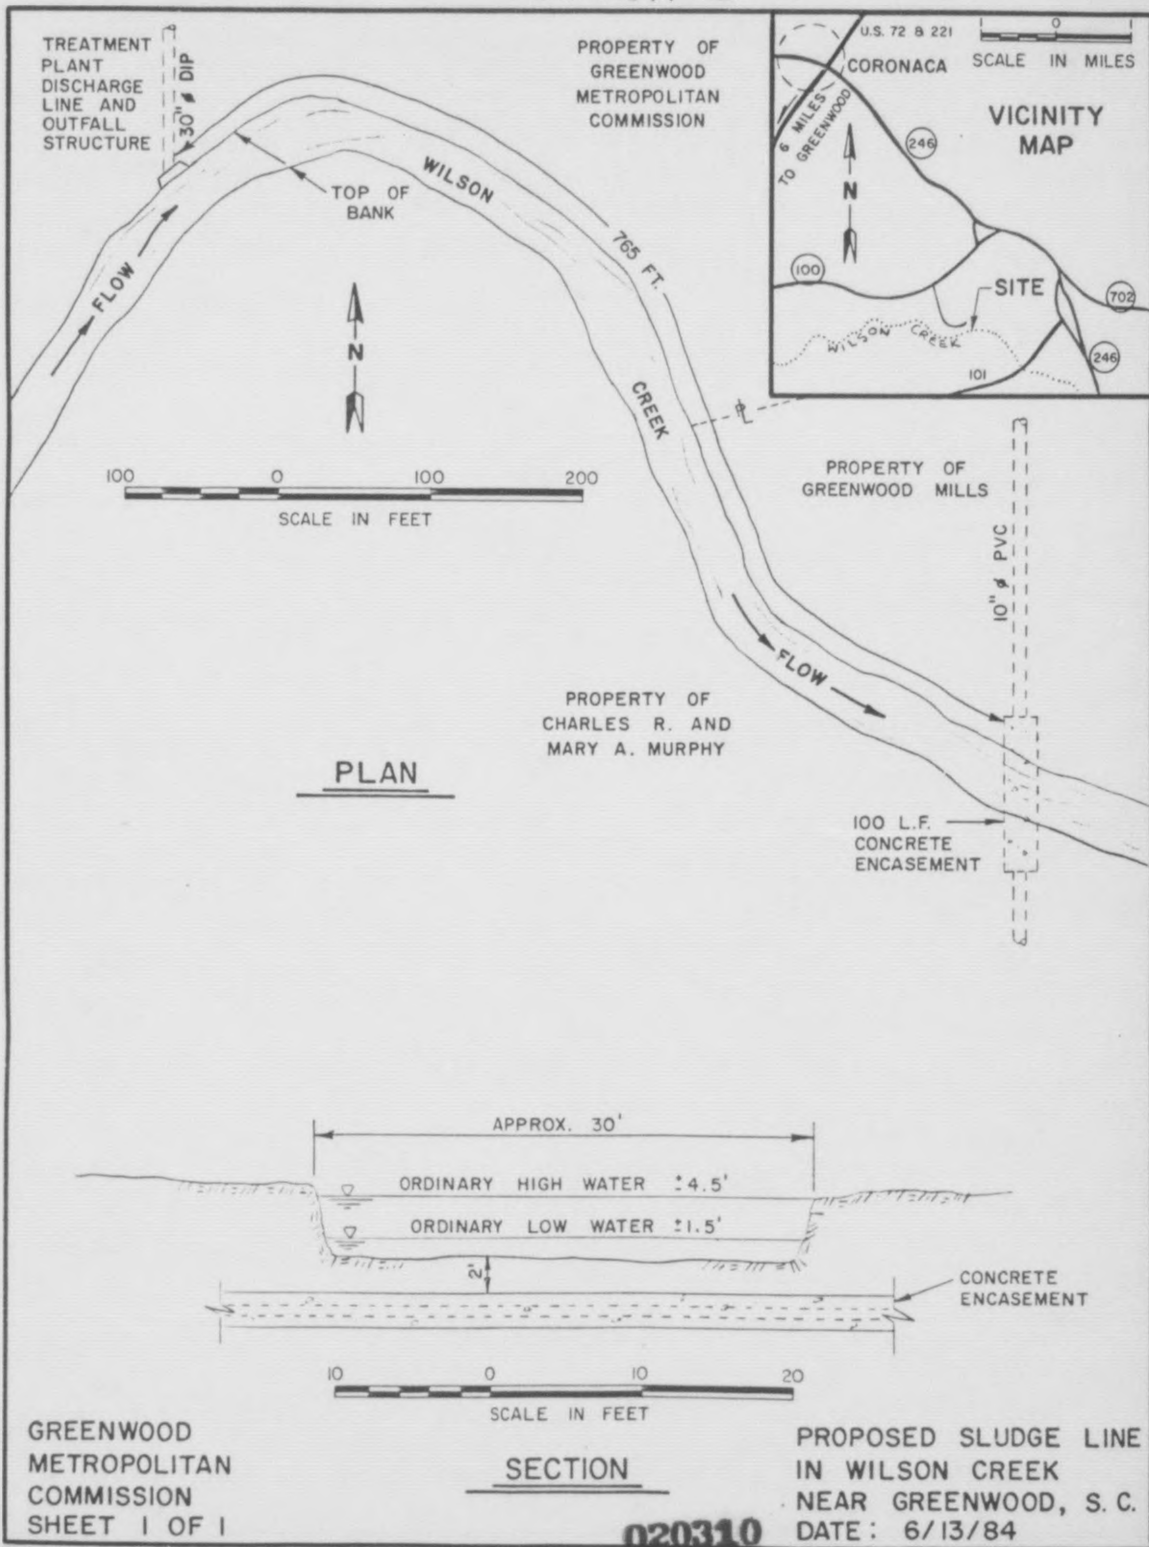 TREATMENT
PLANT
DISCHARGE
LINE AND
OUTFALL
STRUCTURE
30" ø DIP
PROPERTY OF
GREENWOOD
METROPOLITAN
COMMISSION
U.S. 72 & 221
0
SCALE IN MILES
CORONACA
6 MILES
TO GREENWOOD
VICINITY
MAP
246
N
100
SITE
702
WILSON CREEK
246
101
TOP OF
BANK
WILSON
CREEK
765 FT.
FLOW
N
100 0 100 200
SCALE IN FEET
PROPERTY OF
GREENWOOD MILLS
10" ø PVC
FLOW
PROPERTY OF
CHARLES R. AND
MARY A. MURPHY
PLAN
100 L.F.
CONCRETE
ENCASEMENT
APPROX. 30'
ORDINARY HIGH WATER ±4.5'
ORDINARY LOW WATER ±1.5'
2'
CONCRETE
ENCASEMENT
10 0 10 20
SCALE IN FEET
SECTION
GREENWOOD
METROPOLITAN
COMMISSION
SHEET 1 OF 1
PROPOSED SLUDGE LINE
IN WILSON CREEK
NEAR GREENWOOD, S.C.
DATE: 6/13/84
020310